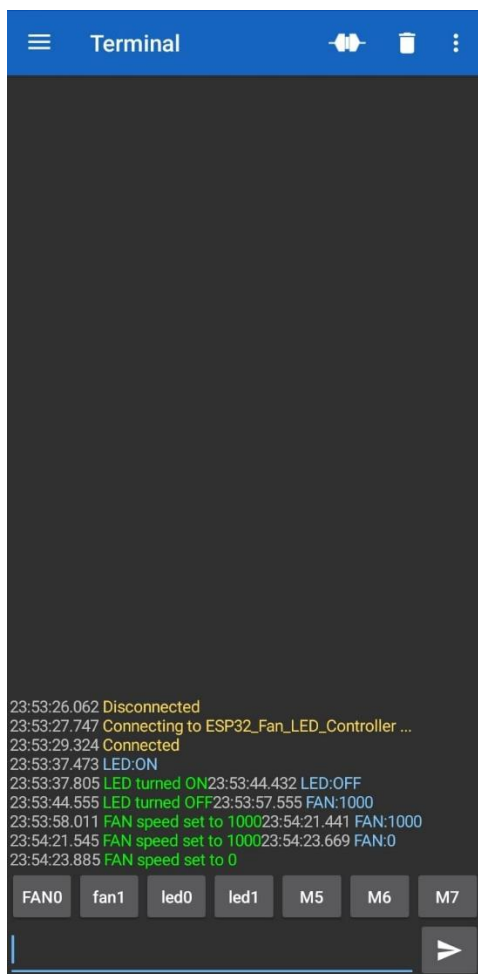 Terminal
23:53:26.062 Disconnected
23:53:27.747 Connecting to ESP32_Fan_LED_Controller ...
23:53:29.324 Connected
23:53:37.473 LED:ON
23:53:37.805 LED turned ON23:53:44.432 LED:OFF
23:53:44.555 LED turned OFF23:53:57.555 FAN:1000
23:53:58.011 FAN speed set to 100023:54:21.441 FAN:1000
23:54:21.545 FAN speed set to 100023:54:23.669 FAN:0
23:54:23.885 FAN speed set to 0
FAN0 fan1 led0 led1 M5 M6 M7